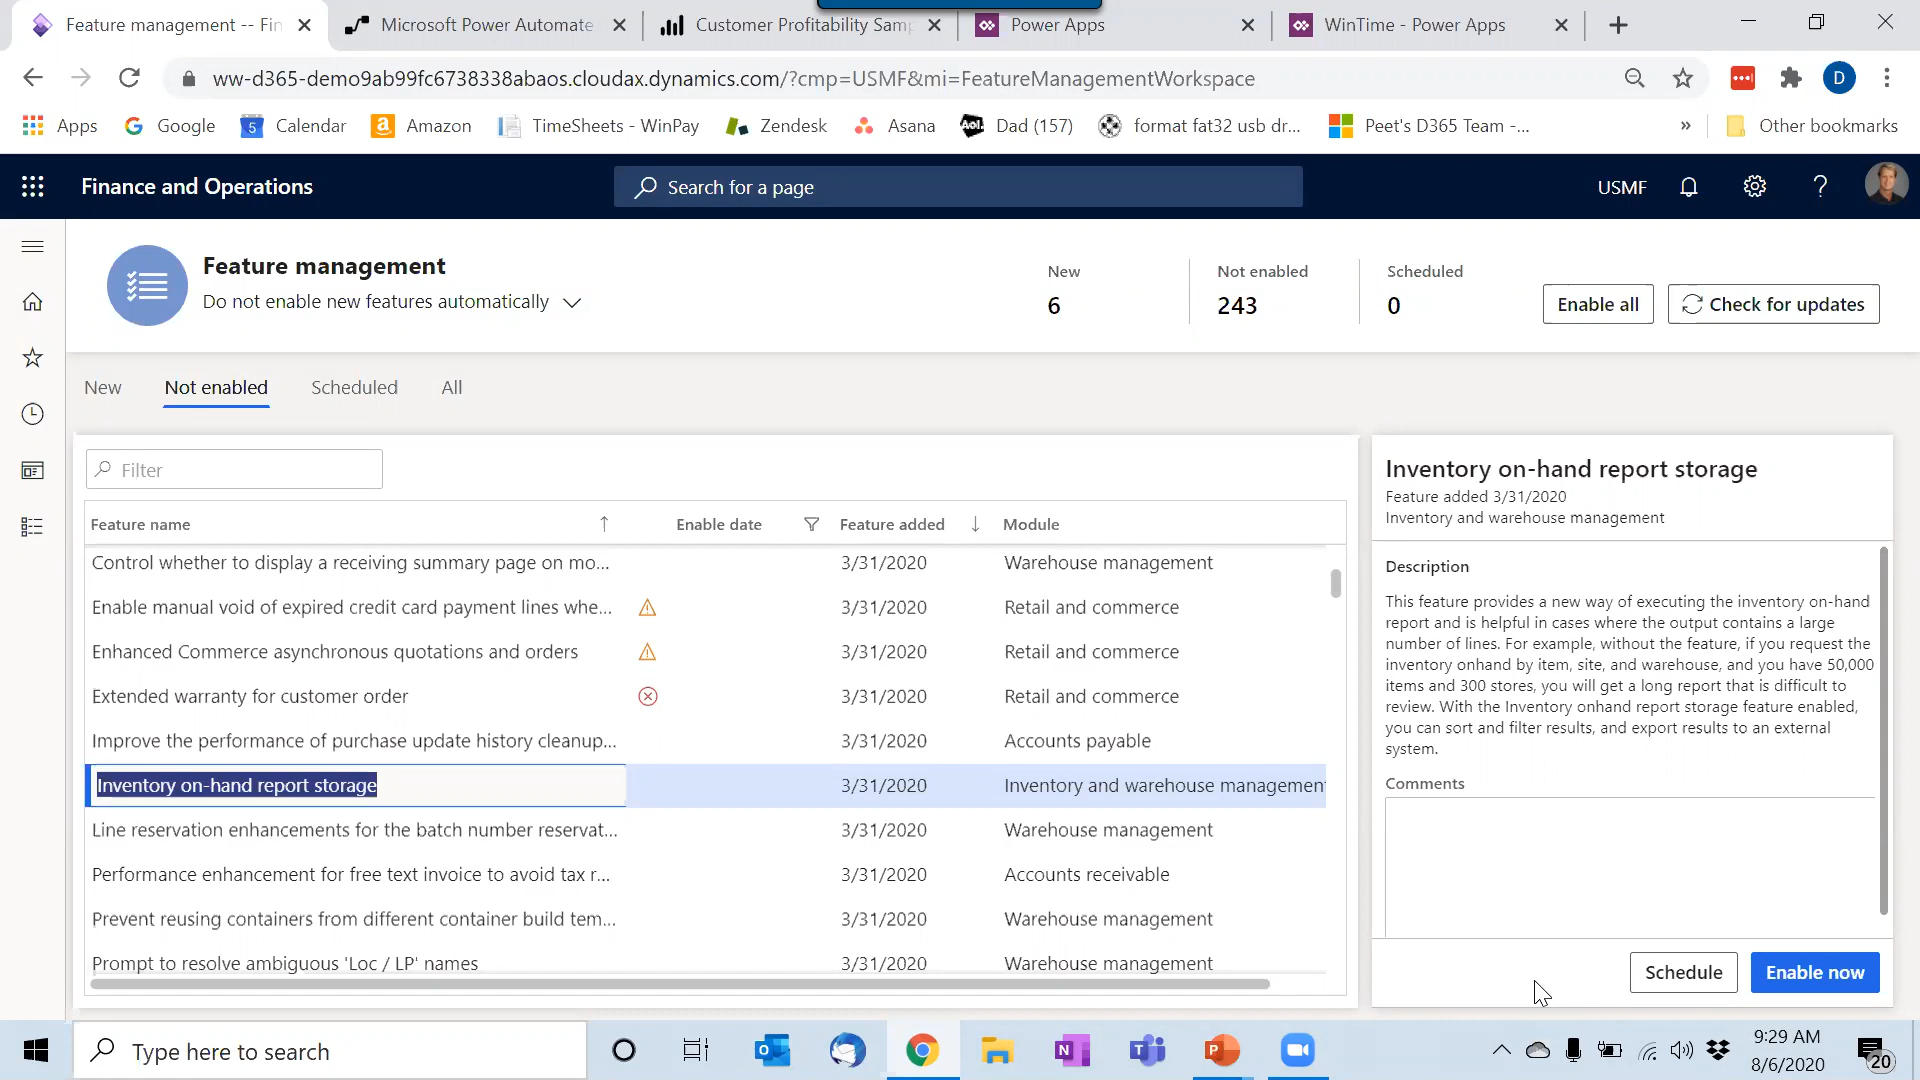 Feature management -- Fin
Microsoft Power Automate
Customer Profitability Samp
Power Apps
WinTime - Power Apps
ww-d365-demo9ab99fc6738338abaos.cloudax.dynamics.com/?cmp=USMF&mi=FeatureManagementWorkspace
D
Apps
Google
5
Calendar
Amazon
TimeSheets - WinPay
Zendesk
Asana
Aol.
Dad (157)
format fat32 usb dr...
Peet's D365 Team -...
»
Other bookmarks
Finance and Operations
Search for a page
USMF
?
Feature management
Do not enable new features automatically
New
6
Not enabled
243
Scheduled
0
Enable all
Check for updates
New
Not enabled
Scheduled
All
Filter
Feature name
Enable date
Feature added
Module
Control whether to display a receiving summary page on mo... 3/31/2020 Warehouse management
Enable manual void of expired credit card payment lines whe... 3/31/2020 Retail and commerce
Enhanced Commerce asynchronous quotations and orders 3/31/2020 Retail and commerce
Extended warranty for customer order 3/31/2020 Retail and commerce
Improve the performance of purchase update history cleanup... 3/31/2020 Accounts payable
Inventory on-hand report storage 3/31/2020 Inventory and warehouse management
Line reservation enhancements for the batch number reservat... 3/31/2020 Warehouse management
Performance enhancement for free text invoice to avoid tax r... 3/31/2020 Accounts receivable
Prevent reusing containers from different container build tem... 3/31/2020 Warehouse management
Prompt to resolve ambiguous 'Loc / LP' names 3/31/2020 Warehouse management
Inventory on-hand report storage
Feature added 3/31/2020
Inventory and warehouse management
Description
This feature provides a new way of executing the inventory on-hand
report and is helpful in cases where the output contains a large
number of lines. For example, without the feature, if you request the
inventory onhand by item, site, and warehouse, and you have 50,000
items and 300 stores, you will get a long report that is difficult to
review. With the Inventory onhand report storage feature enabled,
you can sort and filter results, and export results to an external
system.
Comments
Schedule
Enable now
Type here to search
9:29 AM
8/6/2020
20